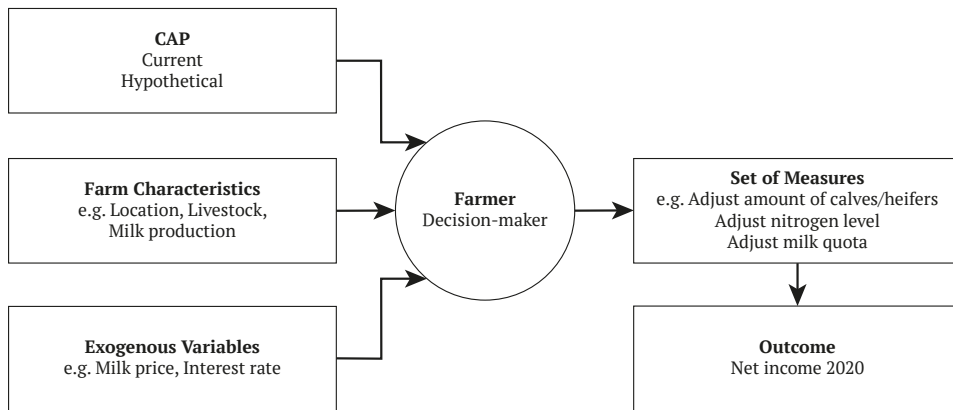 CAP
Current
Hypothetical
Farm Characteristics
e.g. Location, Livestock,
Milk production
Exogenous Variables
e.g. Milk price, Interest rate
Farmer
Decision-maker
Set of Measures
e.g. Adjust amount of calves/heifers
Adjust nitrogen level
Adjust milk quota
Outcome
Net income 2020